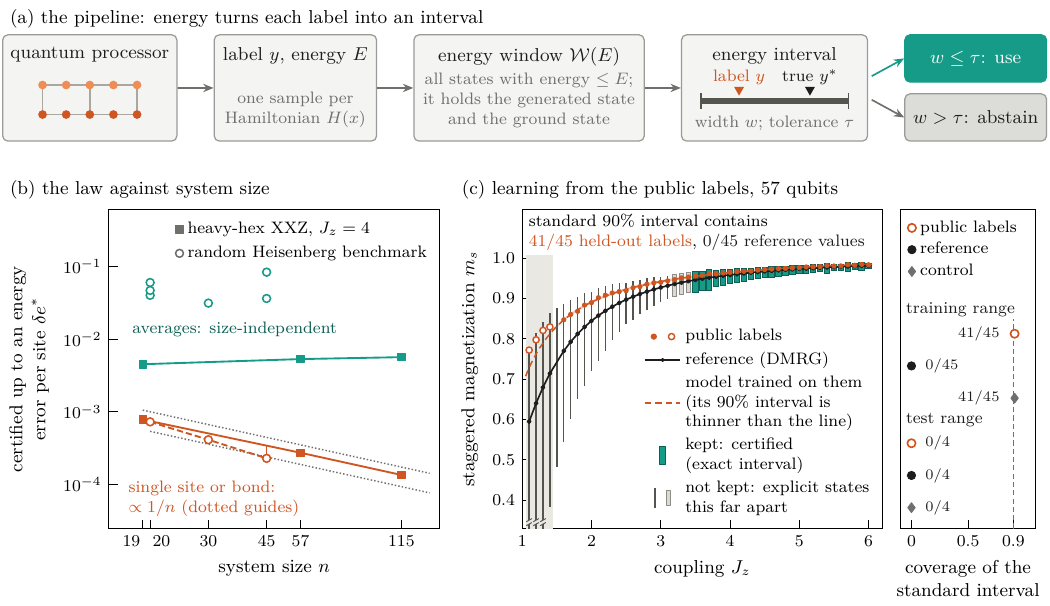 (a) the pipeline: energy turns each label into an interval
quantum processor
label y, energy E
one sample per
Hamiltonian H(x)
energy window 𝒲(E)
all states with energy ≤ E;
it holds the generated state
and the ground state
energy interval
label y
true y*
width w; tolerance τ
w ≤ τ: use
w > τ: abstain
(b) the law against system size
certified up to an energy
error per site δe*
heavy-hex XXZ, J_z = 4
random Heisenberg benchmark
10⁻¹
10⁻²
10⁻³
10⁻⁴
averages: size-independent
single site or bond:
∝ 1/n (dotted guides)
19 20 30 45 57 115
system size n
(c) learning from the public labels, 57 qubits
staggered magnetization m_s
standard 90% interval contains
41/45 held-out labels, 0/45 reference values
1.0
0.9
0.8
0.7
0.6
0.5
0.4
public labels
reference (DMRG)
model trained on them
(its 90% interval is
thinner than the line)
kept: certified
(exact interval)
not kept: explicit states
this far apart
1 2 3 4 5 6
coupling J_z
public labels
reference
control
training range
41/45
0/45
41/45
test range
0/4
0/4
0/4
0 0.5 0.9
coverage of the
standard interval